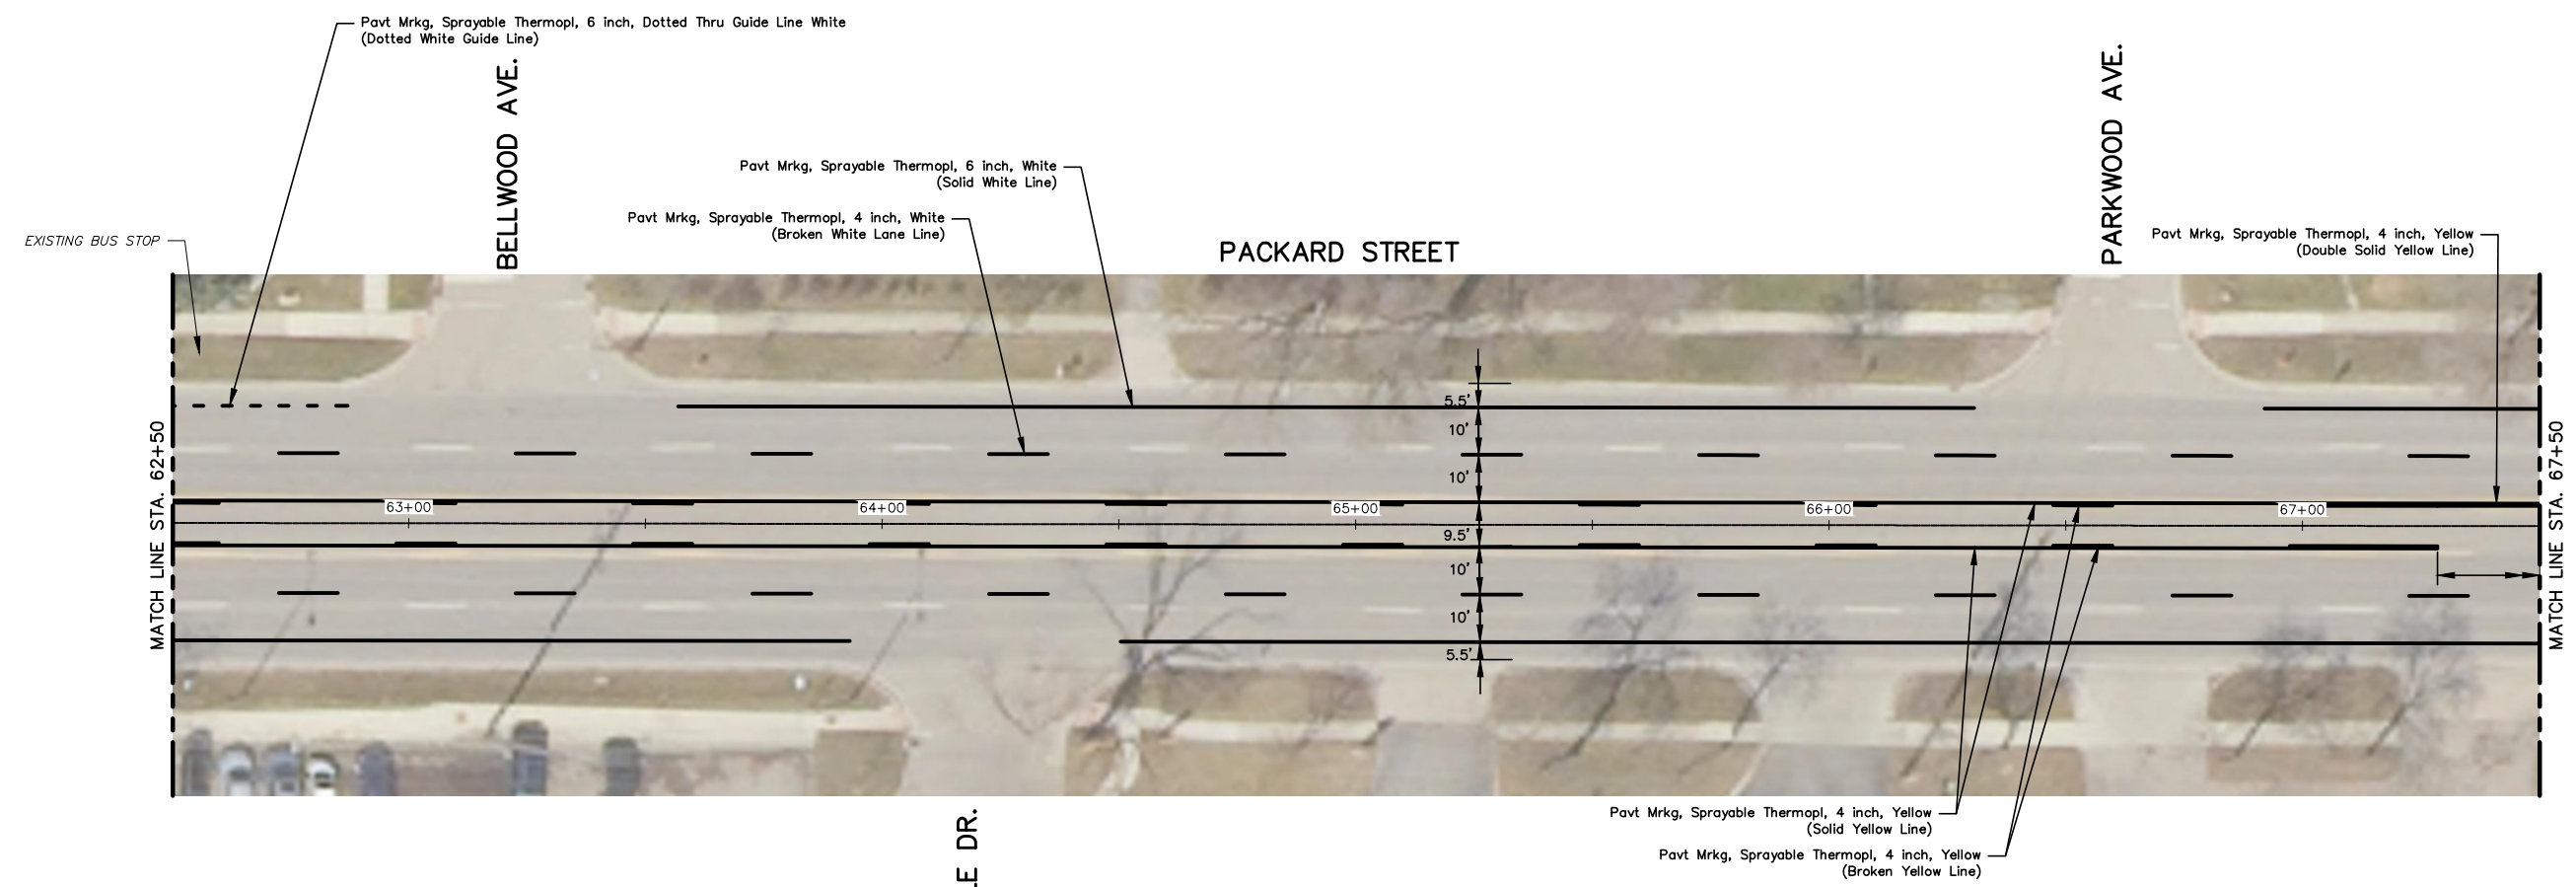 Pavt Mrkg, Sprayable Thermopl, 6 inch, Dotted Thru Guide Line White
(Dotted White Guide Line)
BELLWOOD AVE.
PARKWOOD AVE.
Pavt Mrkg, Sprayable Thermopl, 6 inch, White
(Solid White Line)
Pavt Mrkg, Sprayable Thermopl, 4 inch, White
(Broken White Lane Line)
EXISTING BUS STOP
PACKARD STREET
Pavt Mrkg, Sprayable Thermopl, 4 inch, Yellow
(Double Solid Yellow Line)
MATCH LINE STA. 62+50
5.5'
10'
10'
63+00
64+00
65+00
66+00
67+00
9.5'
10'
10'
5.5'
MATCH LINE STA. 67+50
Pavt Mrkg, Sprayable Thermopl, 4 inch, Yellow
(Solid Yellow Line)
Pavt Mrkg, Sprayable Thermopl, 4 inch, Yellow
(Broken Yellow Line)
LE DR.